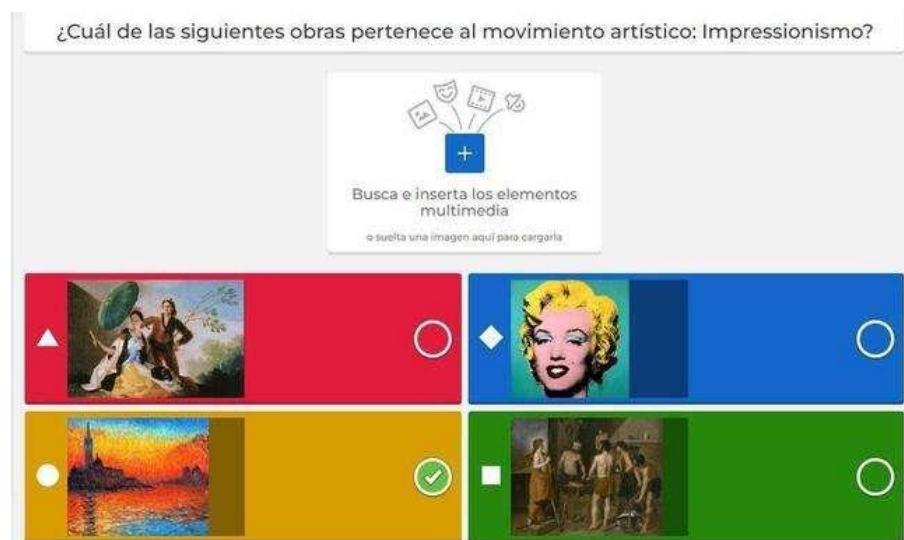 ¿Cuál de las siguientes obras pertenece al movimiento artístico: Impressionismo?
Busca e inserta los elementos
multimedia
o suelta una imagen aquí para cargarla